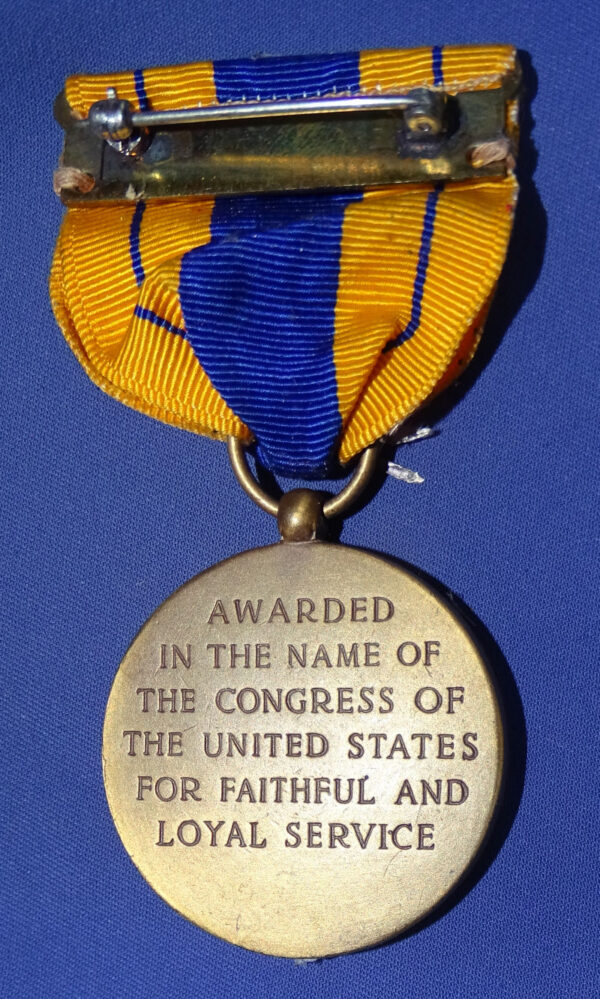 AWARDED
IN THE NAME OF
THE CONGRESS OF
THE UNITED STATES
FOR FAITHFUL AND
LOYAL SERVICE